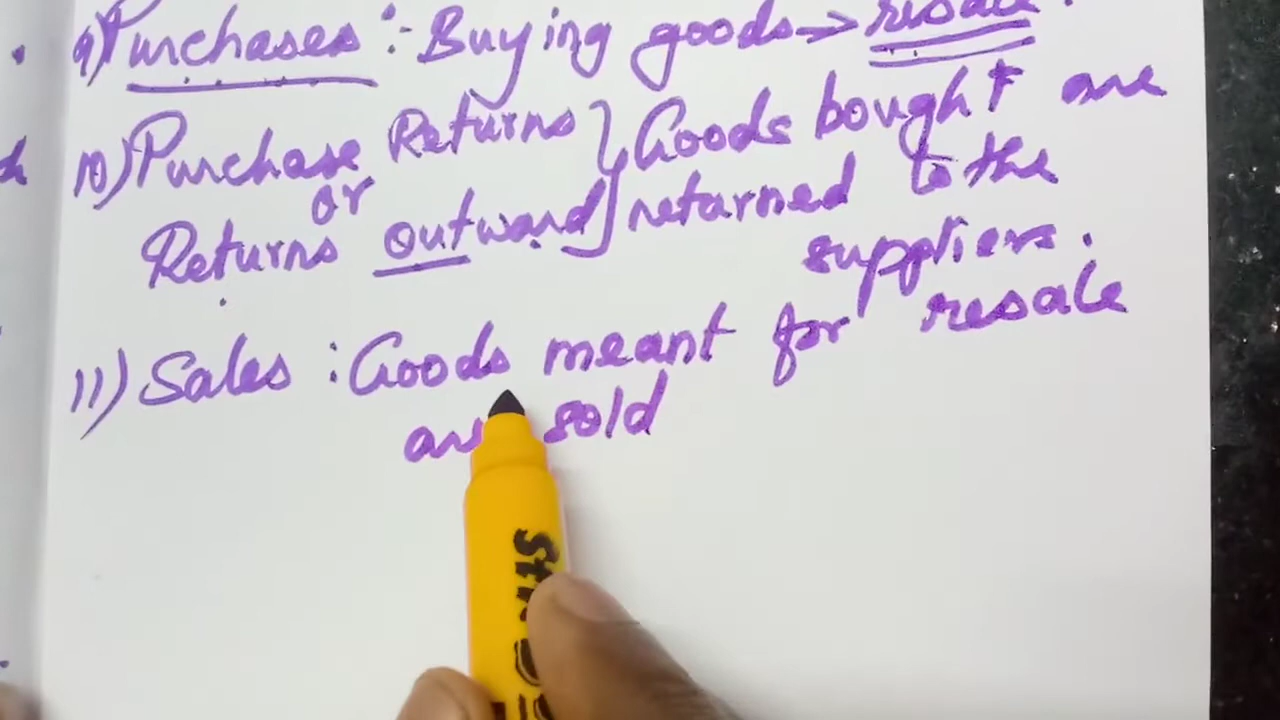 9) Purchases :- Buying goods → resale.
10) Purchase Returns } Goods bought are
or
Returns outward returned to the
suppliers.
11) Sales : Goods meant for resale
are sold